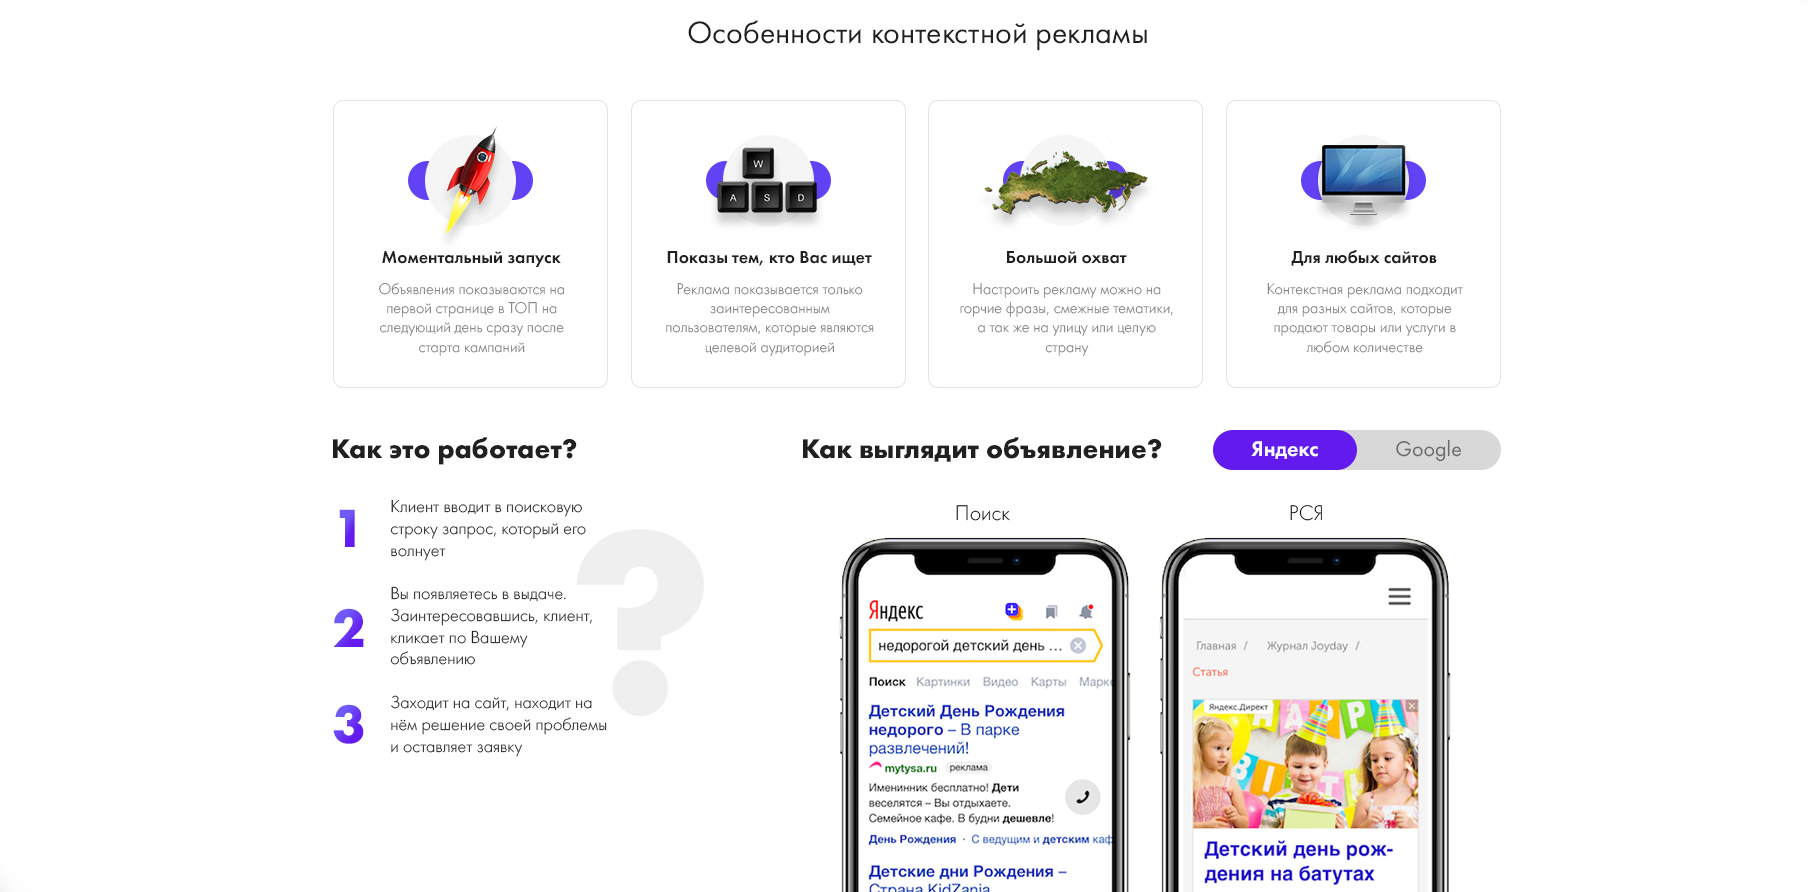 Особенности контекстной рекламы
W
A S D
Моментальный запуск
Объявления показываются на
первой странице в ТОП на
следующий день сразу после
старта кампаний
Показы тем, кто Вас ищет
Реклама показывается только
заинтересованным
пользователям, которые являются
целевой аудиторией
Большой охват
Настроить рекламу можно на
горчие фразы, смежные тематики,
а так же на улицу или целую
страну
Для любых сайтов
Контекстная реклама подходит
для разных сайтов, которые
продают товары или услуги в
любом количестве
Как это работает?
1
Клиент вводит в поисковую
строку запрос, который его
волнует
2
Вы появляетесь в выдаче.
Заинтересовавшись, клиент,
кликает по Вашему
объявлению
3
Заходит на сайт, находит на
нём решение своей проблемы
и оставляет заявку
?
Как выглядит объявление?
Яндекс Google
Поиск
Яндекс
недорогой детский день ...
Поиск Картинки Видео Карты Марк
Детский День Рождения
недорого – В парке
развлечений!
mytysa.ru реклама
Именинник бесплатно! Дети
веселятся – Вы отдыхаете.
Семейное кафе. В будни дешевле!
День Рождения · С ведущим и детским каф
Детские дни Рождения –
Страна KidZania
РСЯ
Главная / Журнал Joyday /
Статья
Яндекс.Директ
HAPPY
BIRT
Детский день рож-
дения на батутах